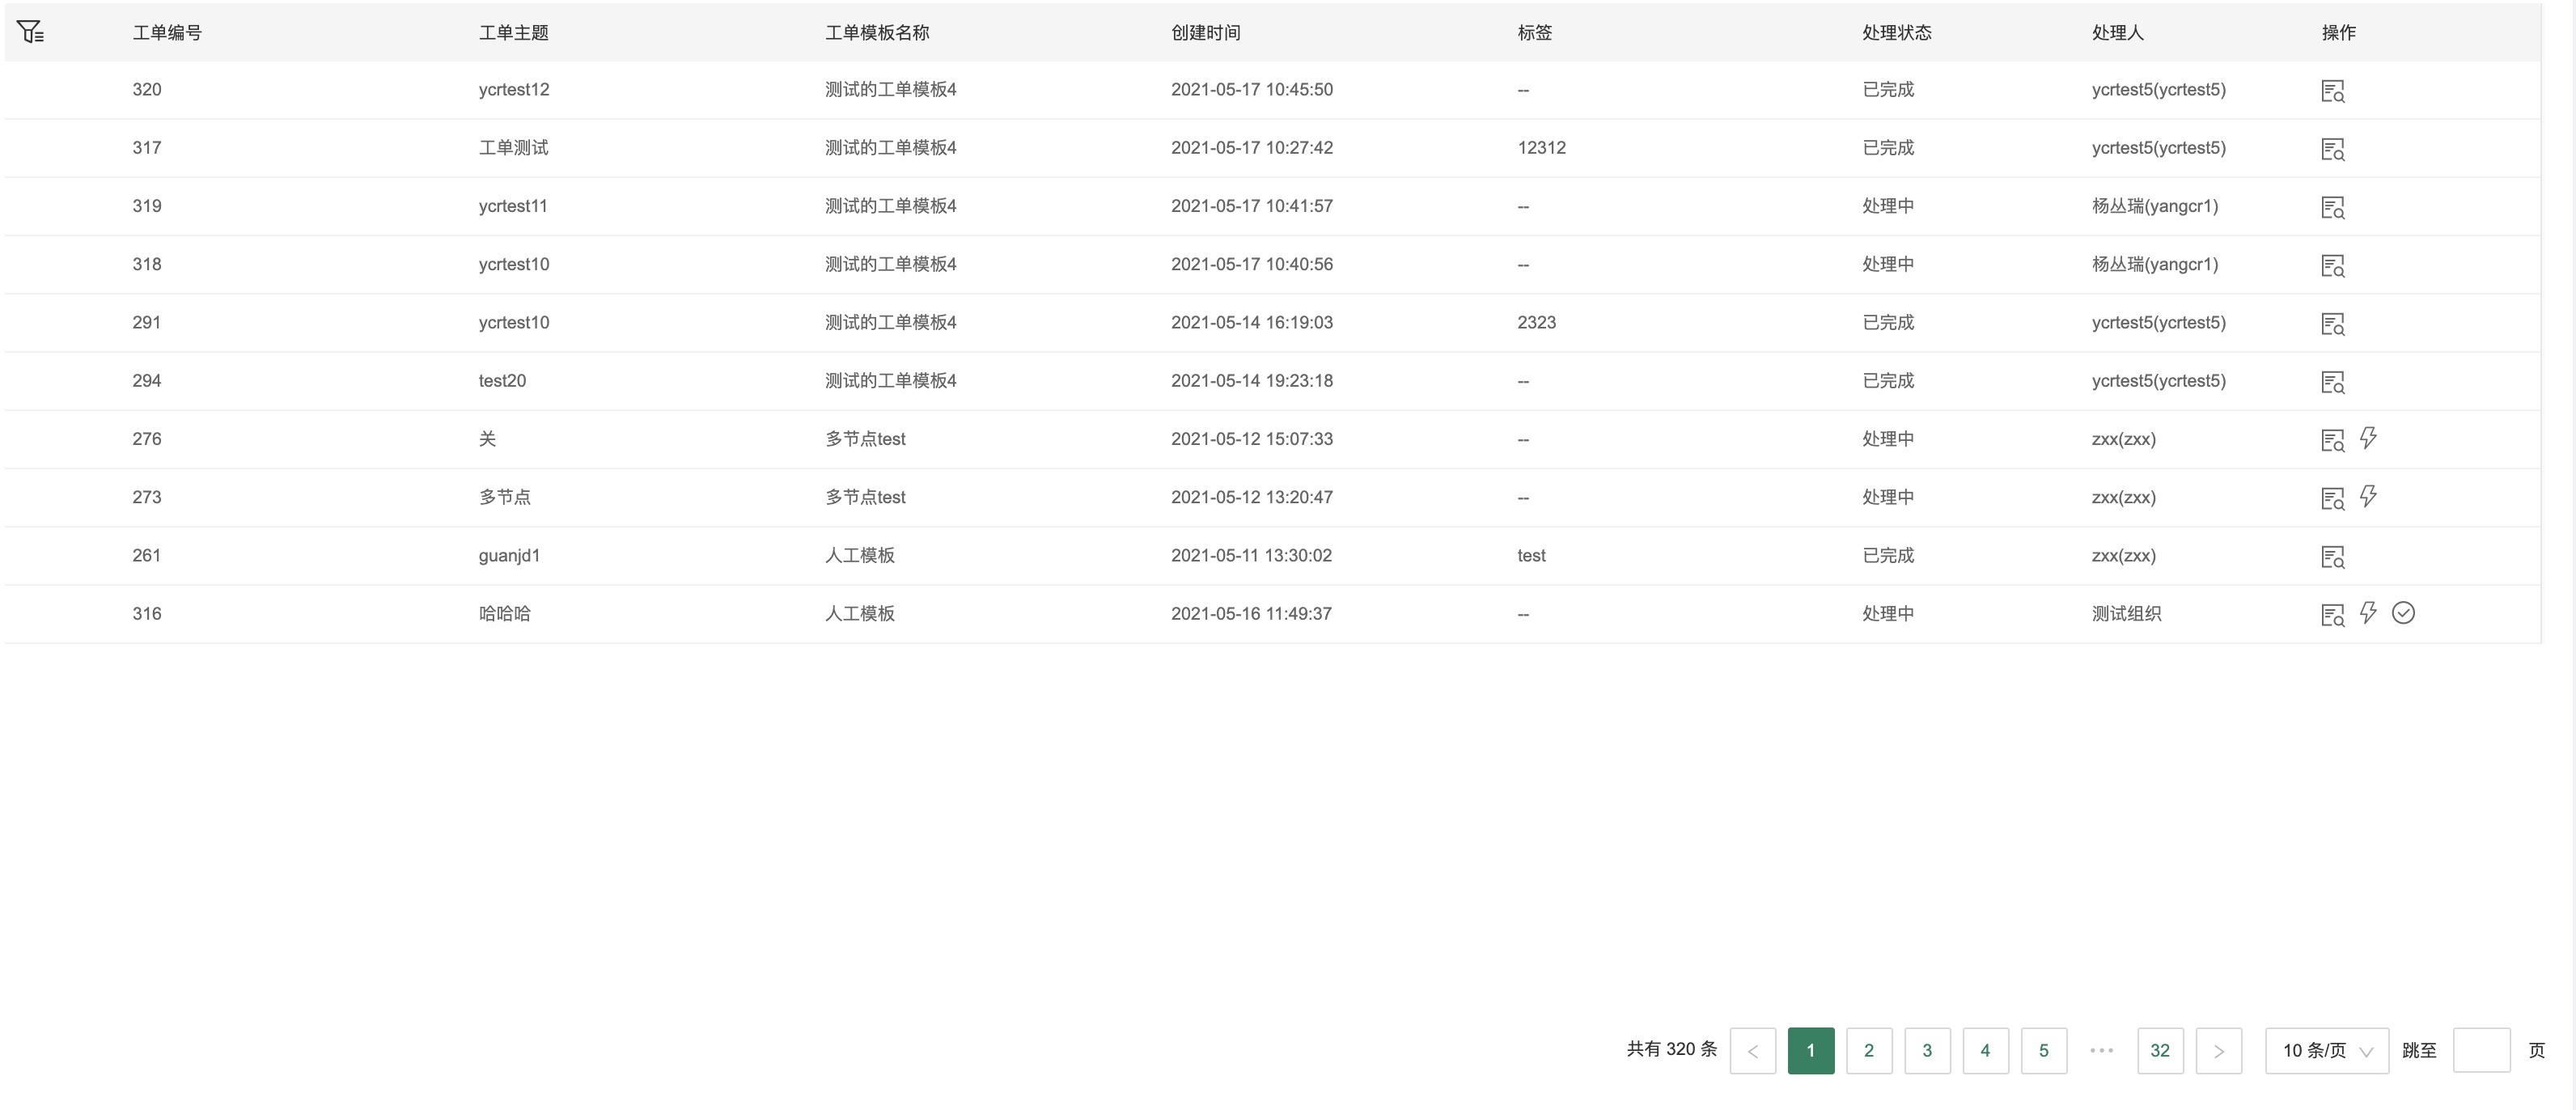 工单编号 工单主题 工单模板名称 创建时间 标签 处理状态 处理人 操作
320 ycrtest12 测试的工单模板4 2021-05-17 10:45:50 -- 已完成 ycrtest5(ycrtest5)
317 工单测试 测试的工单模板4 2021-05-17 10:27:42 12312 已完成 ycrtest5(ycrtest5)
319 ycrtest11 测试的工单模板4 2021-05-17 10:41:57 -- 处理中 杨丛瑞(yangcr1)
318 ycrtest10 测试的工单模板4 2021-05-17 10:40:56 -- 处理中 杨丛瑞(yangcr1)
291 ycrtest10 测试的工单模板4 2021-05-14 16:19:03 2323 已完成 ycrtest5(ycrtest5)
294 test20 测试的工单模板4 2021-05-14 19:23:18 -- 已完成 ycrtest5(ycrtest5)
276 关 多节点test 2021-05-12 15:07:33 -- 处理中 zxx(zxx)
273 多节点 多节点test 2021-05-12 13:20:47 -- 处理中 zxx(zxx)
261 guanjd1 人工模板 2021-05-11 13:30:02 test 已完成 zxx(zxx)
316 哈哈哈 人工模板 2021-05-16 11:49:37 -- 处理中 测试组织
共有 320 条 < 1 2 3 4 5 ••• 32 > 10 条/页 跳至 页